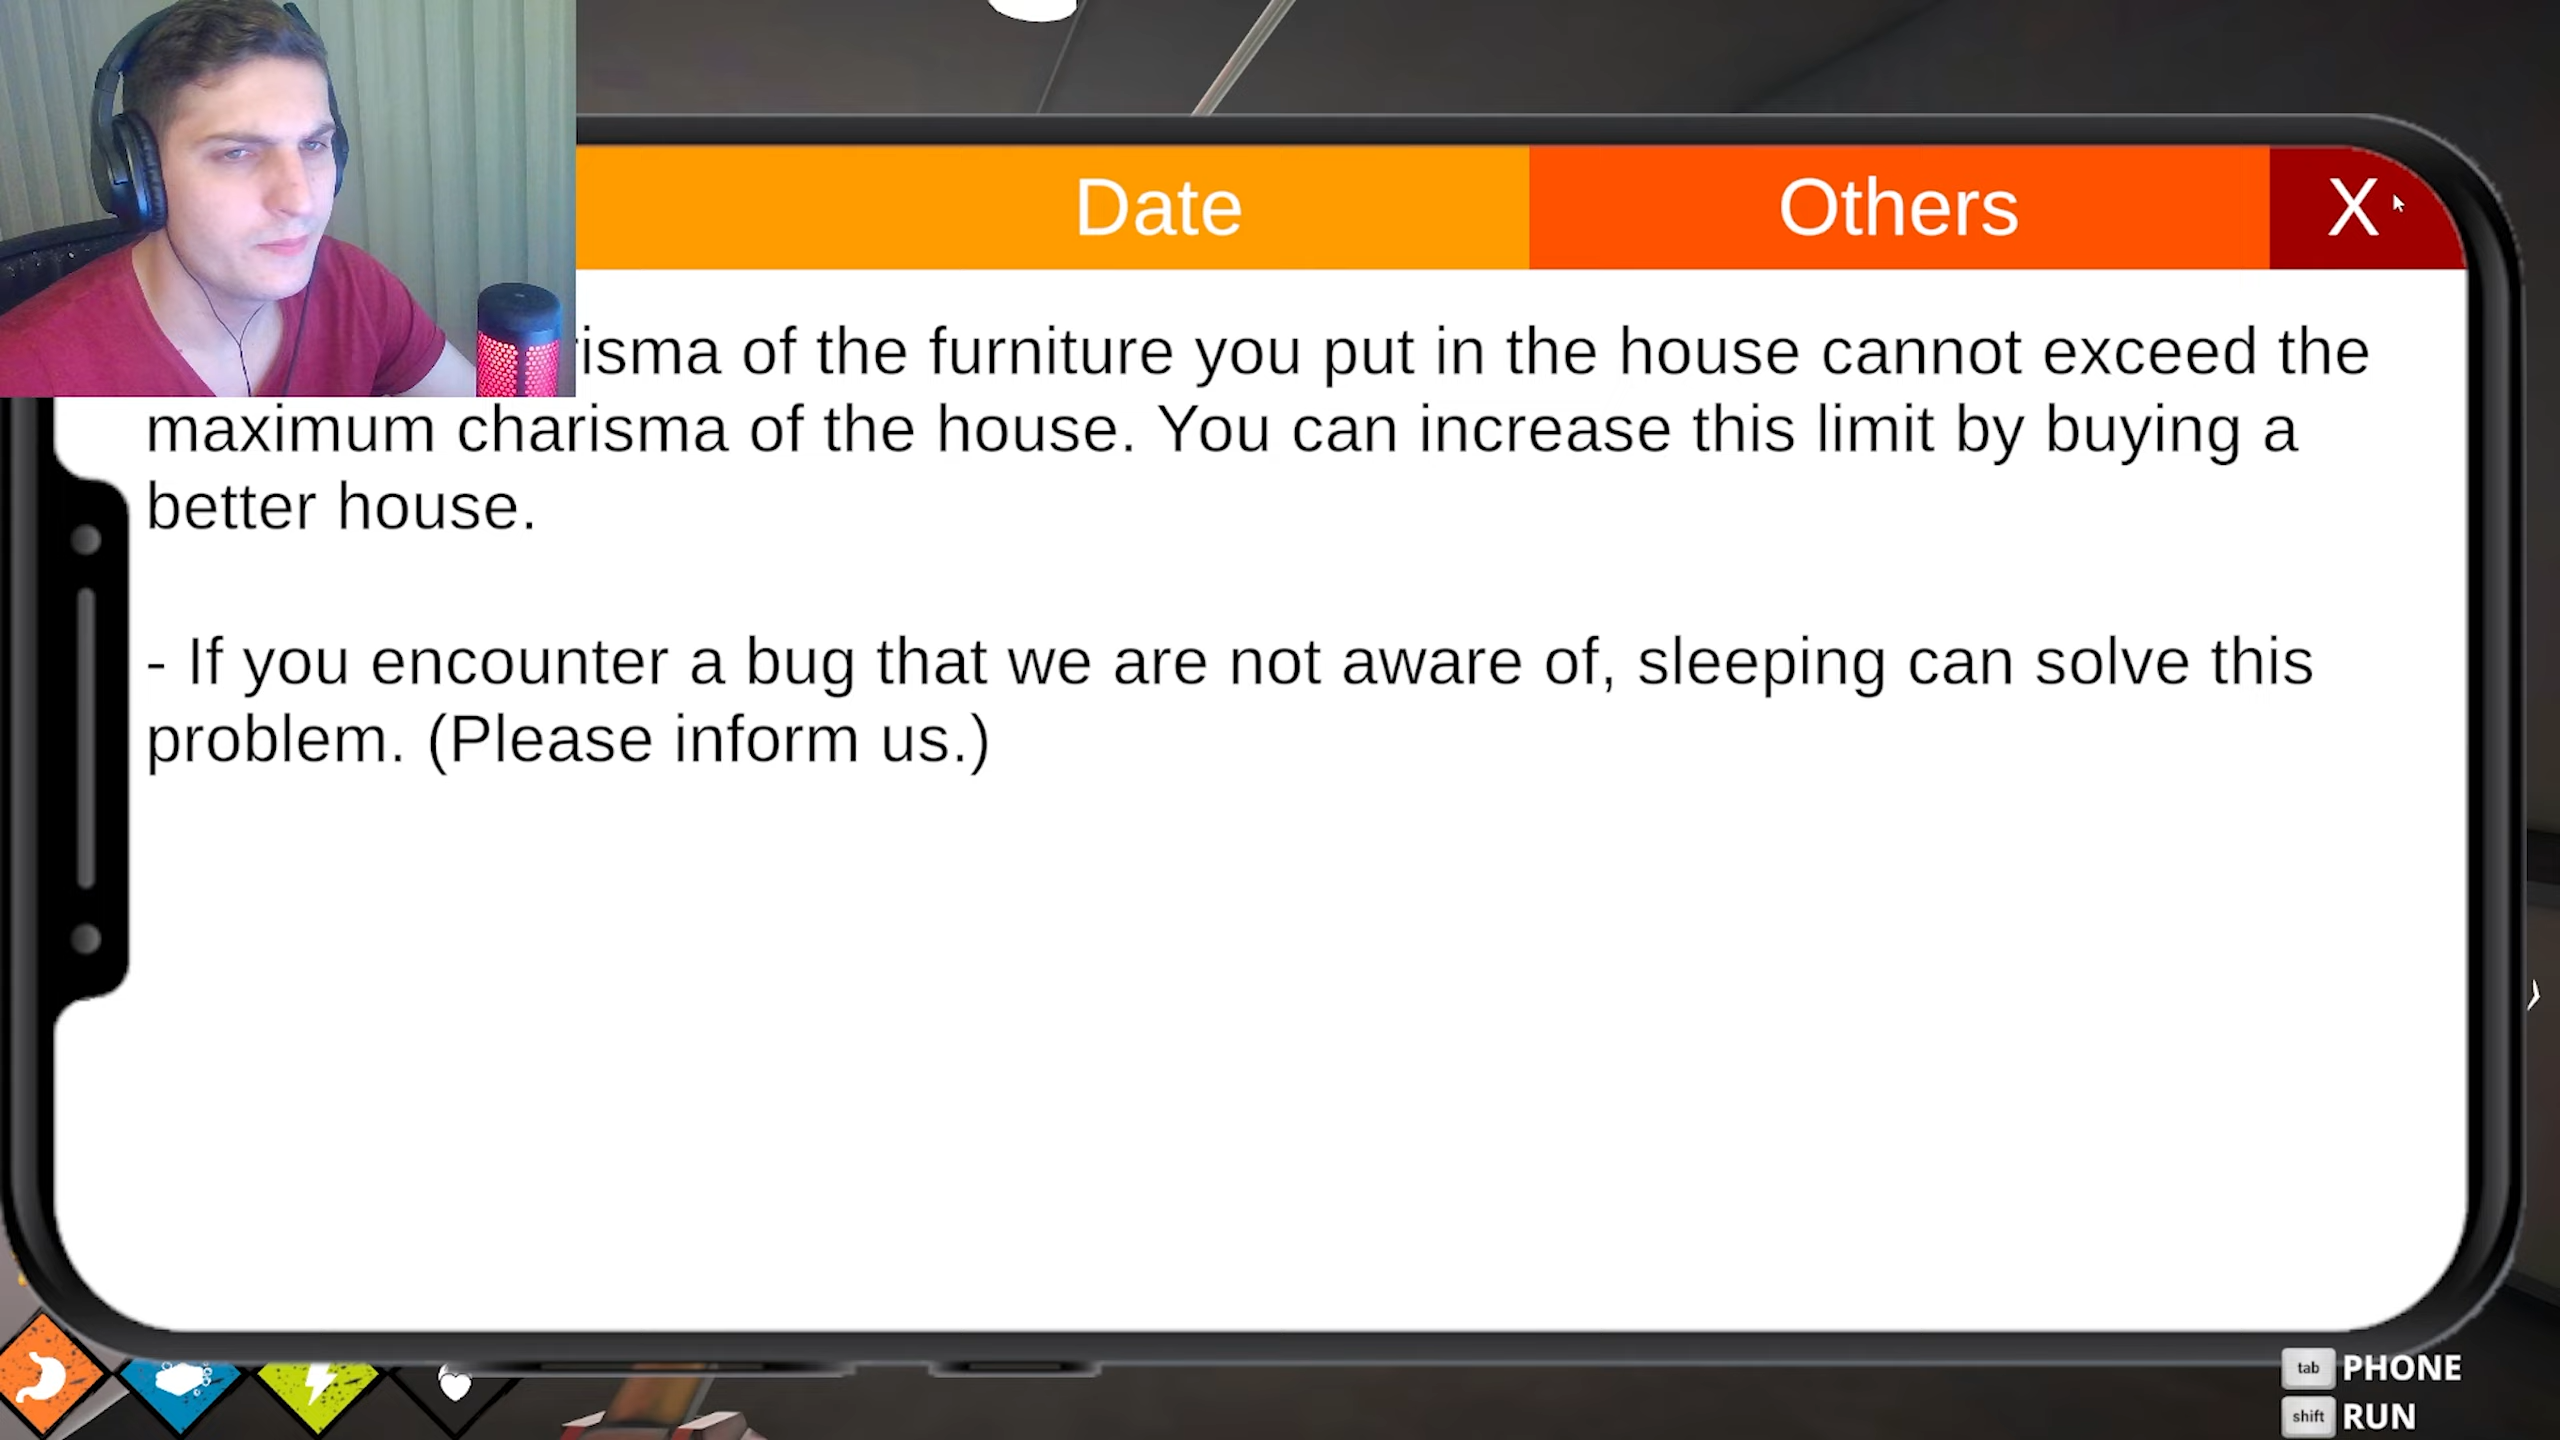 Date
Others
X
of the furniture you put in the house cannot exceed the
maximum charisma of the house. You can increase this limit by buying a
better house.
- If you encounter a bug that we are not aware of, sleeping can solve this
problem. (Please inform us.)
tab PHONE
shift RUN